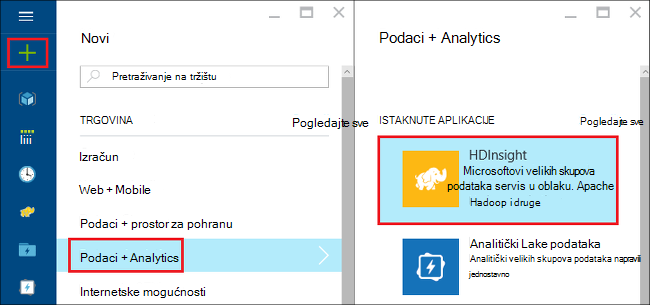 Novi
Pretraživanje na tržištu
TRGOVINA
Pogledajte sve
Izračun
Web + Mobile
Podaci + prostor za pohranu
Podaci + Analytics
Internetske mogućnosti
Podaci + Analytics
ISTAKNUTE APLIKACIJE
Pogledajte sve
HDInsight
Microsoftovi velikih skupova
podataka servis u oblaku. Apache
Hadoop i druge
Analitički Lake podataka
Analitički velikih skupova podataka napravili
jednostavno